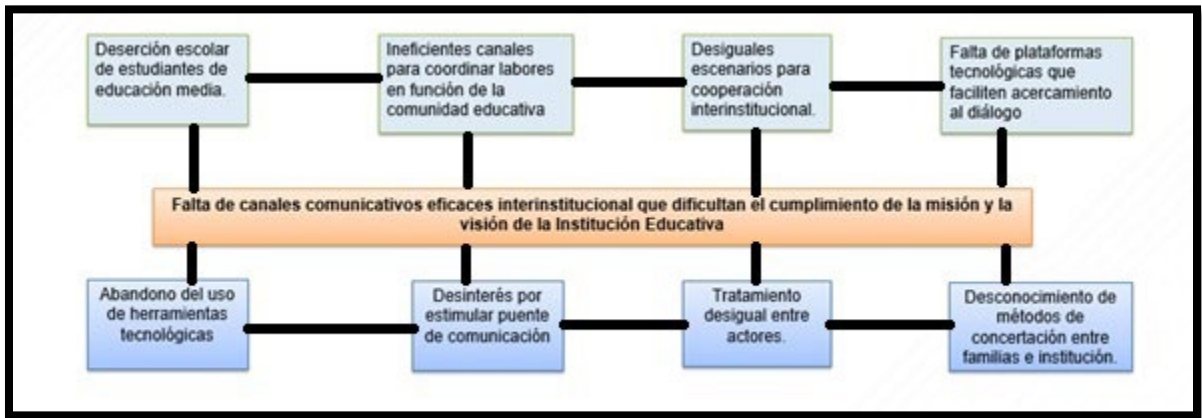 Deserción escolar
de estudiantes de
educación media.
Ineficientes canales
para coordinar labores
en función de la
comunidad educativa
Desiguales
escenarios para
cooperación
interinstitucional.
Falta de plataformas
tecnológicas que
faciliten acercamiento
al diálogo
Falta de canales comunicativos eficaces interinstitucional que dificultan el cumplimiento de la misión y la
visión de la Institución Educativa
Abandono del uso
de herramientas
tecnológicas
Desinterés por
estimular puente
de comunicación
Tratamiento
desigual entre
actores.
Desconocimiento de
métodos de
concertación entre
familias e institución.